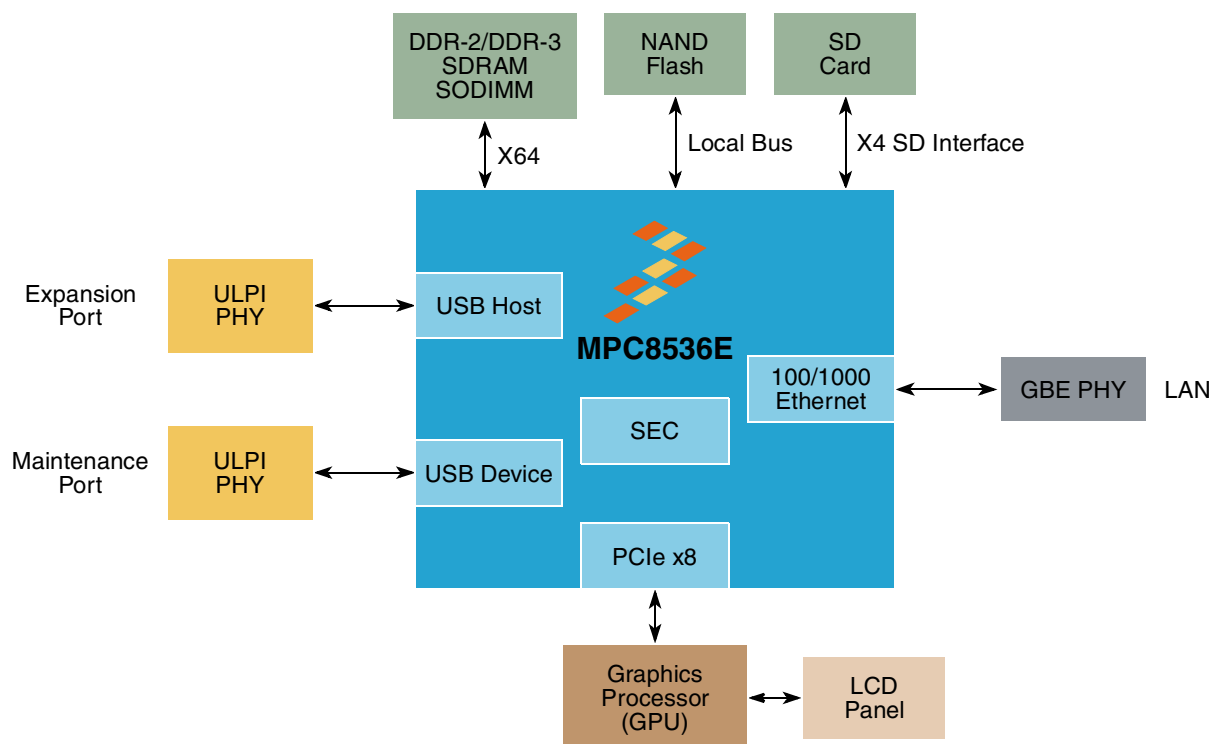 DDR-2/DDR-3
SDRAM
SODIMM
NAND
Flash
SD
Card
X64
Local Bus
X4 SD Interface
Expansion
Port
ULPI
PHY
USB Host
MPC8536E
100/1000
Ethernet
GBE PHY
LAN
SEC
Maintenance
Port
ULPI
PHY
USB Device
PCIe x8
Graphics
Processor
(GPU)
LCD
Panel